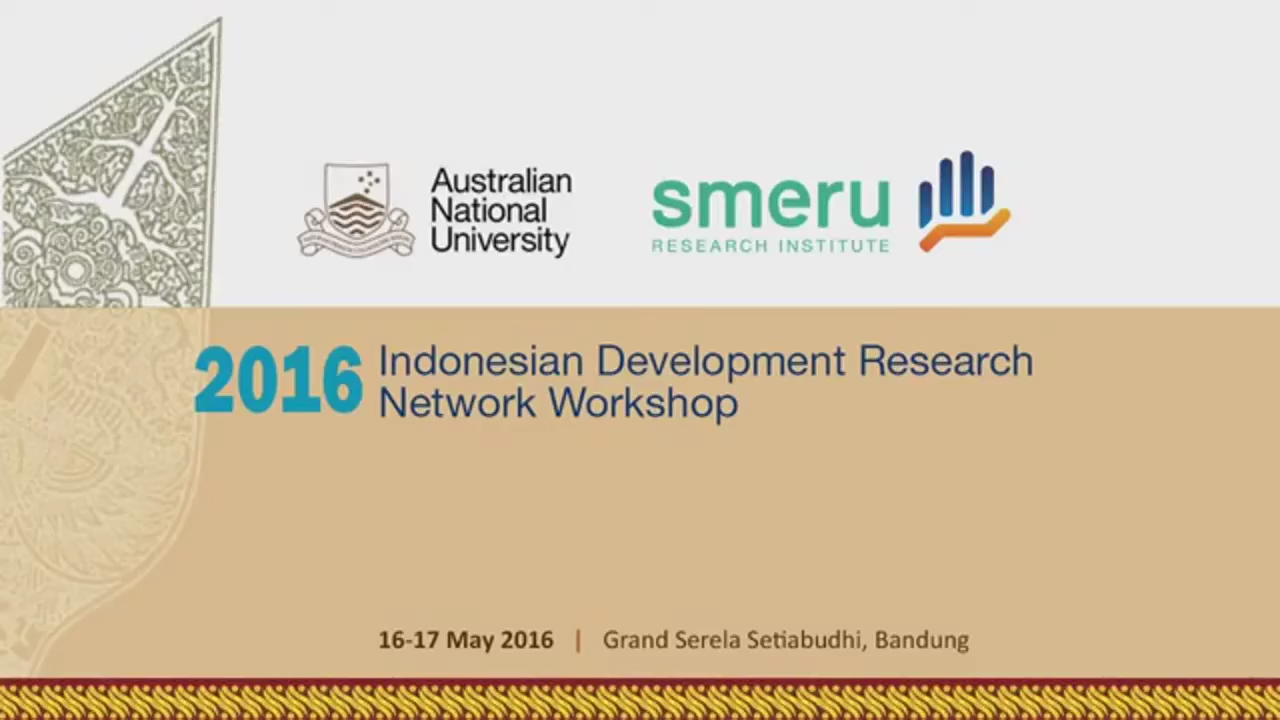 Australian
National
University
smeru
RESEARCH INSTITUTE
2016 Indonesian Development Research
Network Workshop
16-17 May 2016 | Grand Serela Setiabudhi, Bandung